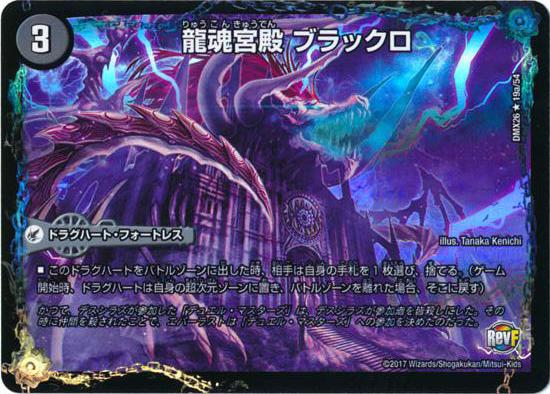 りゅう こん きゅうでん
3
龍魂宮殿 ブラックロ
DMX26 ★ 19a/54
ドラグハート・フォートレス
illus. Tanaka Kenichi
■ このドラグハートをバトルゾーンに出した時、相手は自身の手札を1枚選び、捨てる。(ゲーム
開始時、ドラグハートは自身の超次元ゾーンに置き、バトルゾーンを離れた場合、そこに戻す)
かつて、デスシラズが参加した「デュエル・マスターズ」は、デスシラズが参加者を皆殺しにした。その
時に仲間を殺されたことで、エバーラストは「デュエル・マスターズ」への参加を決めたのだった。
RevF
©2017 Wizards/Shogakukan/Mitsui-Kids